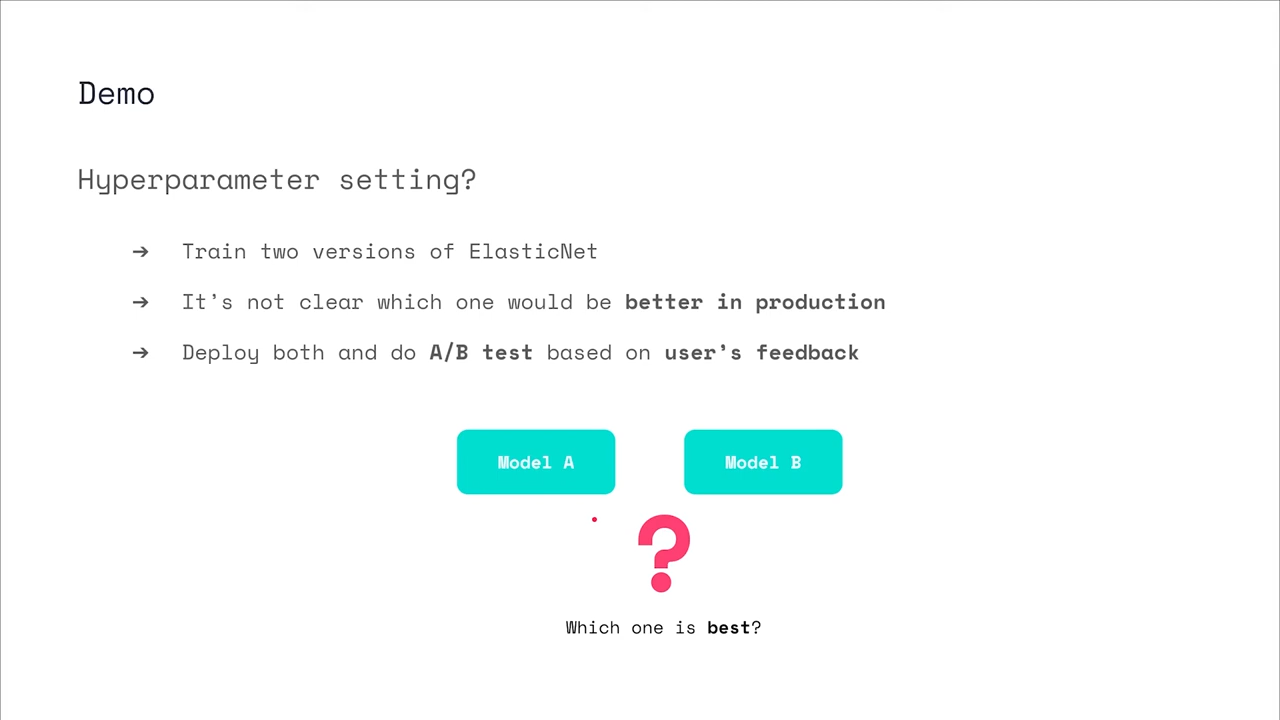 Demo
Hyperparameter setting?
➔ Train two versions of ElasticNet
➔ It’s not clear which one would be better in production
➔ Deploy both and do A/B test based on user’s feedback
Model A
Model B
?
Which one is best?